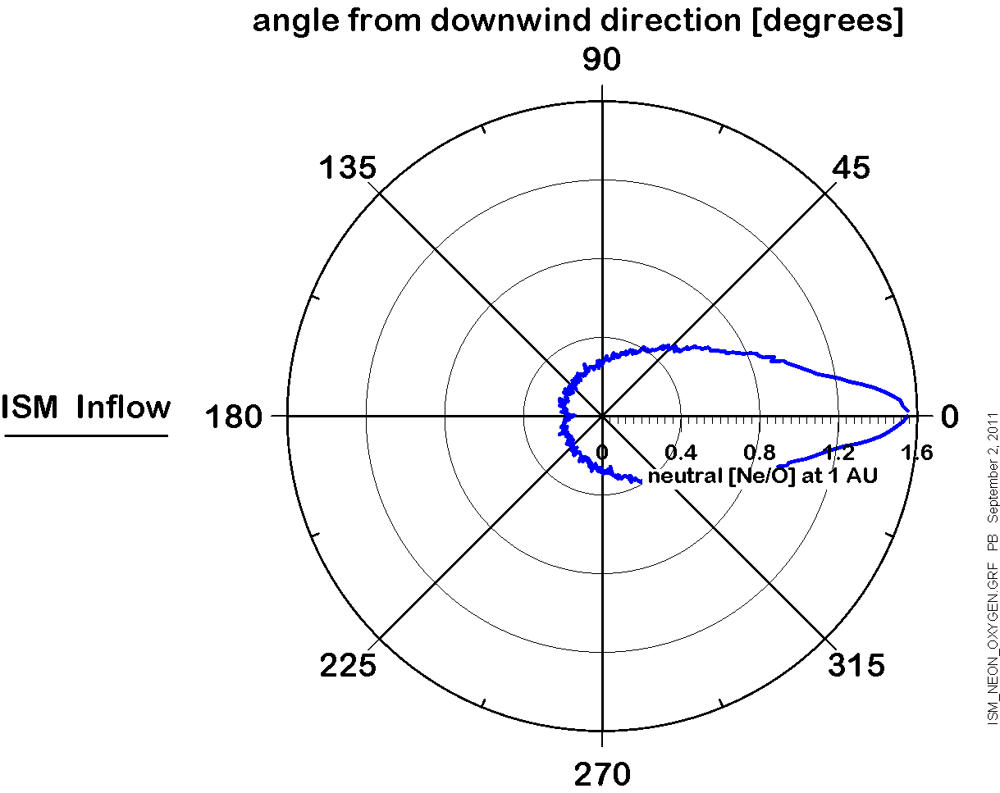 angle from downwind direction [degrees]
90
135
45
ISM Inflow
180
0
0 0.4 0.8 1.2 1.6
neutral [Ne/O] at 1 AU
225
315
270
ISM_NEON_OXYGEN.GRF PB September 2, 2011